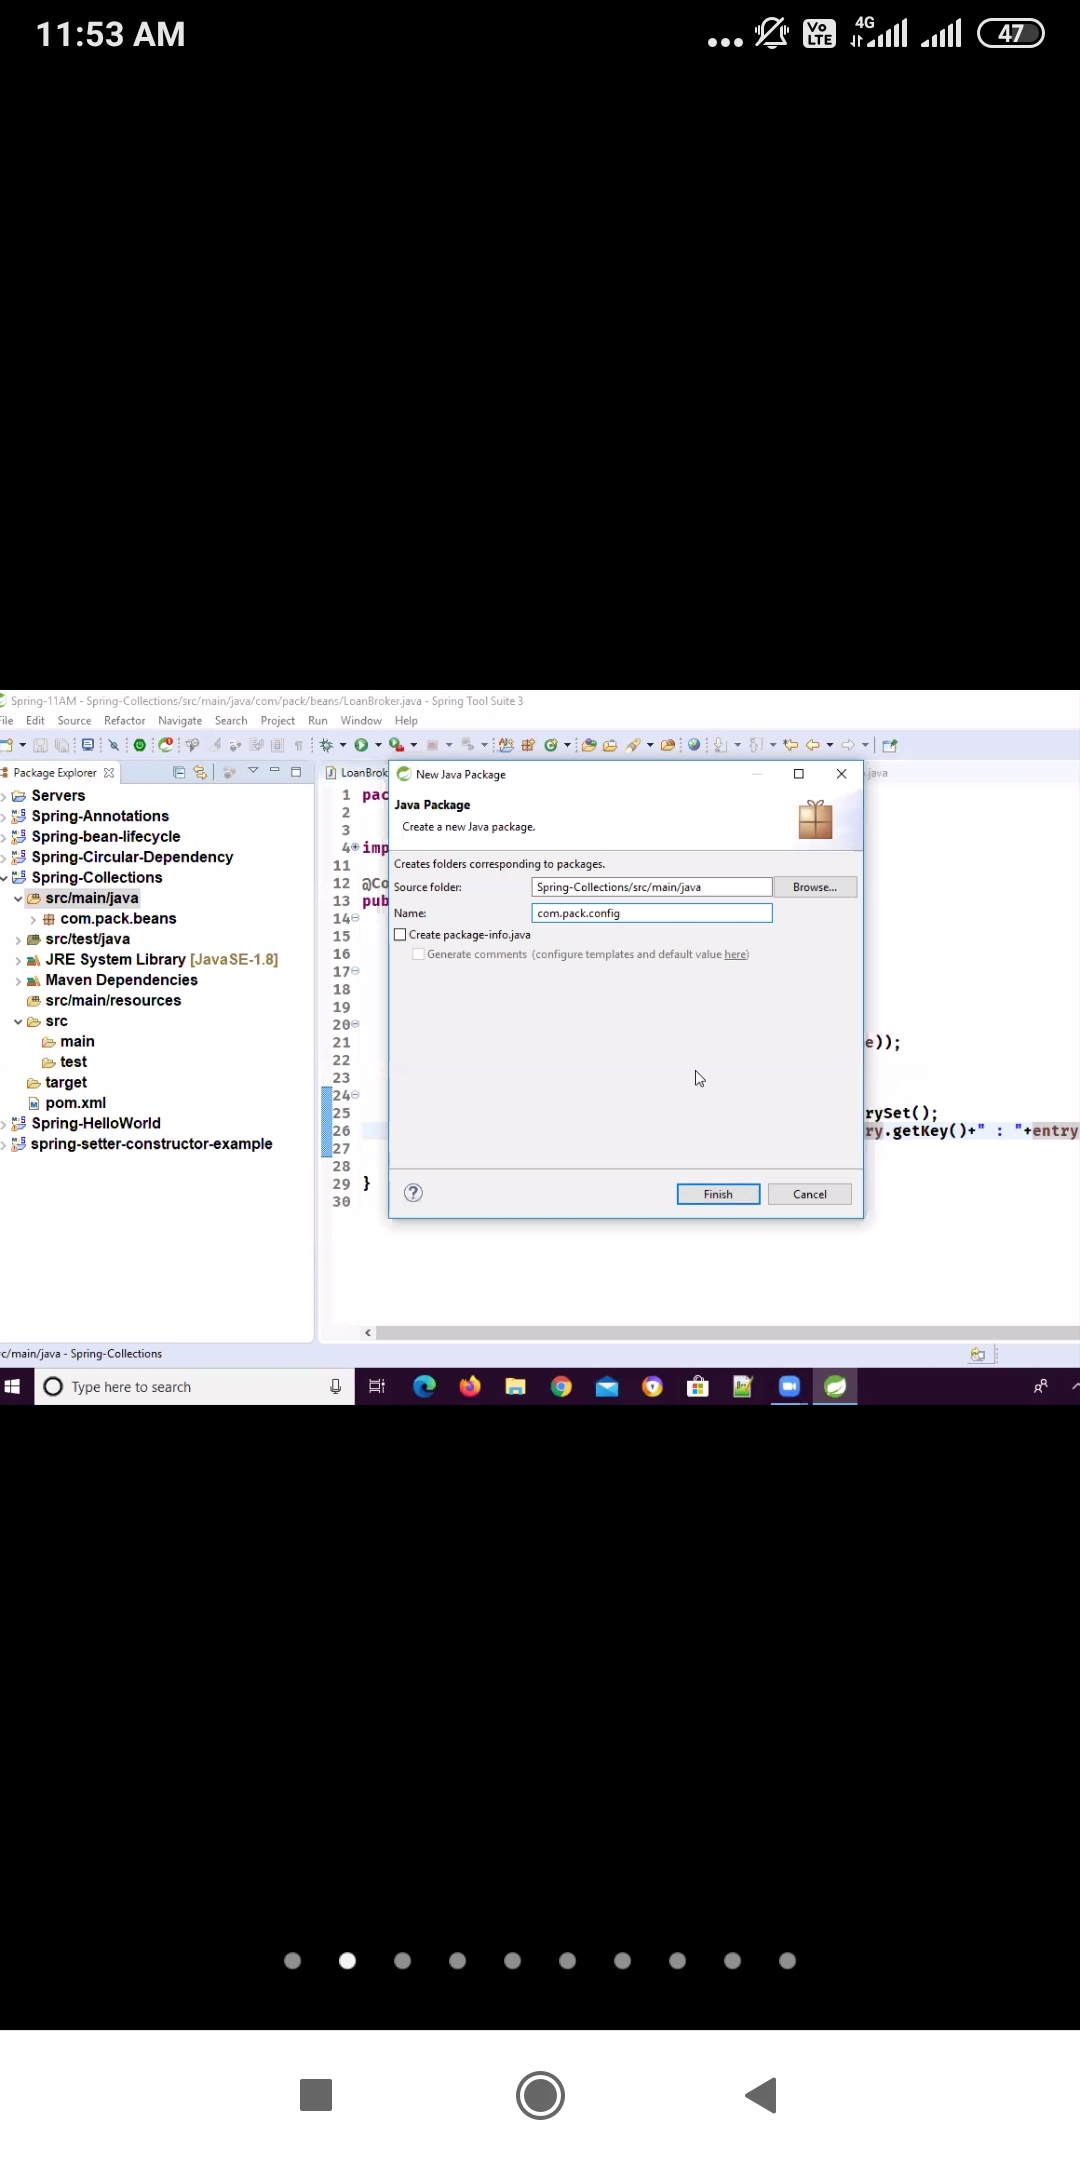 11:53 AM
Vo LTE
4G
47
Spring-11AM - Spring-Collections/src/main/java/com/pack/beans/LoanBroker.java - Spring Tool Suite 3
File Edit Source Refactor Navigate Search Project Run Window Help
Package Explorer
LoanBrok
.java
New Java Package
Java Package
Create a new Java package.
Creates folders corresponding to packages.
Source folder: Spring-Collections/src/main/java Browse...
Name: com.pack.config
Create package-info.java
Generate comments (configure templates and default value here)
Finish Cancel
Servers
Spring-Annotations
Spring-bean-lifecycle
Spring-Circular-Dependency
Spring-Collections
src/main/java
com.pack.beans
src/test/java
JRE System Library [JavaSE-1.8]
Maven Dependencies
src/main/resources
src
main
test
target
pom.xml
Spring-HelloWorld
spring-setter-constructor-example
1 pac
2
3
4 imp
11
12 @Co
13 pub
14
15
16
17
18
19
20
21 e));
22
23
24
25 rySet();
26 ry.getKey()+" : "+entry
27
28
29 }
30
c/main/java - Spring-Collections
Type here to search